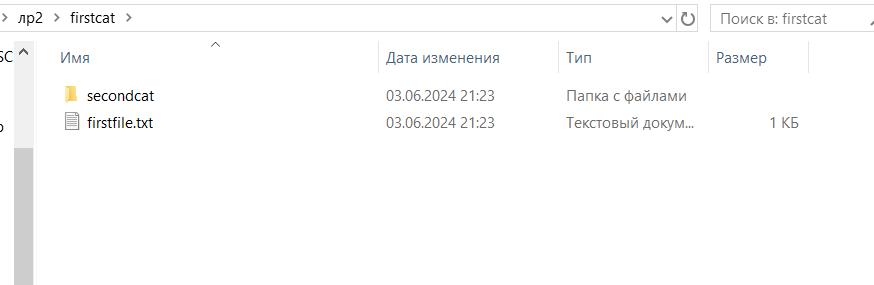 лр2 firstcat Поиск в: firstcat
Имя Дата изменения Тип Размер
secondcat 03.06.2024 21:23 Папка с файлами
firstfile.txt 03.06.2024 21:23 Текстовый докум... 1 КБ